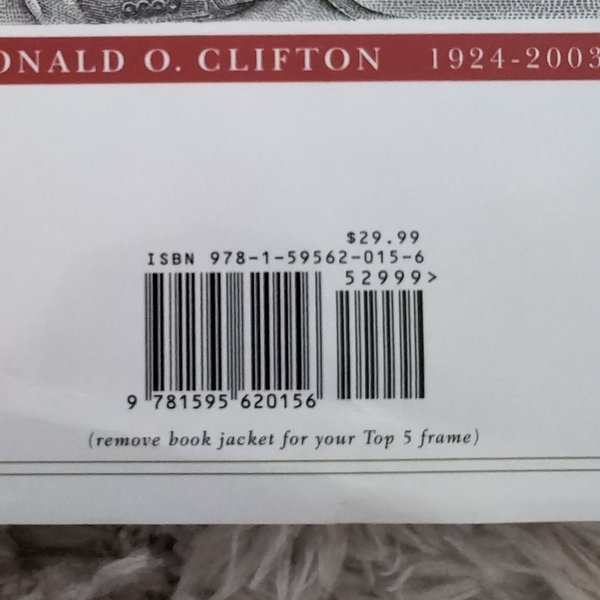 ONALD O. CLIFTON 1924-2003
$29.99
ISBN 978-1-59562-015-6
52999>
9 781595 620156
(remove book jacket for your Top 5 frame)